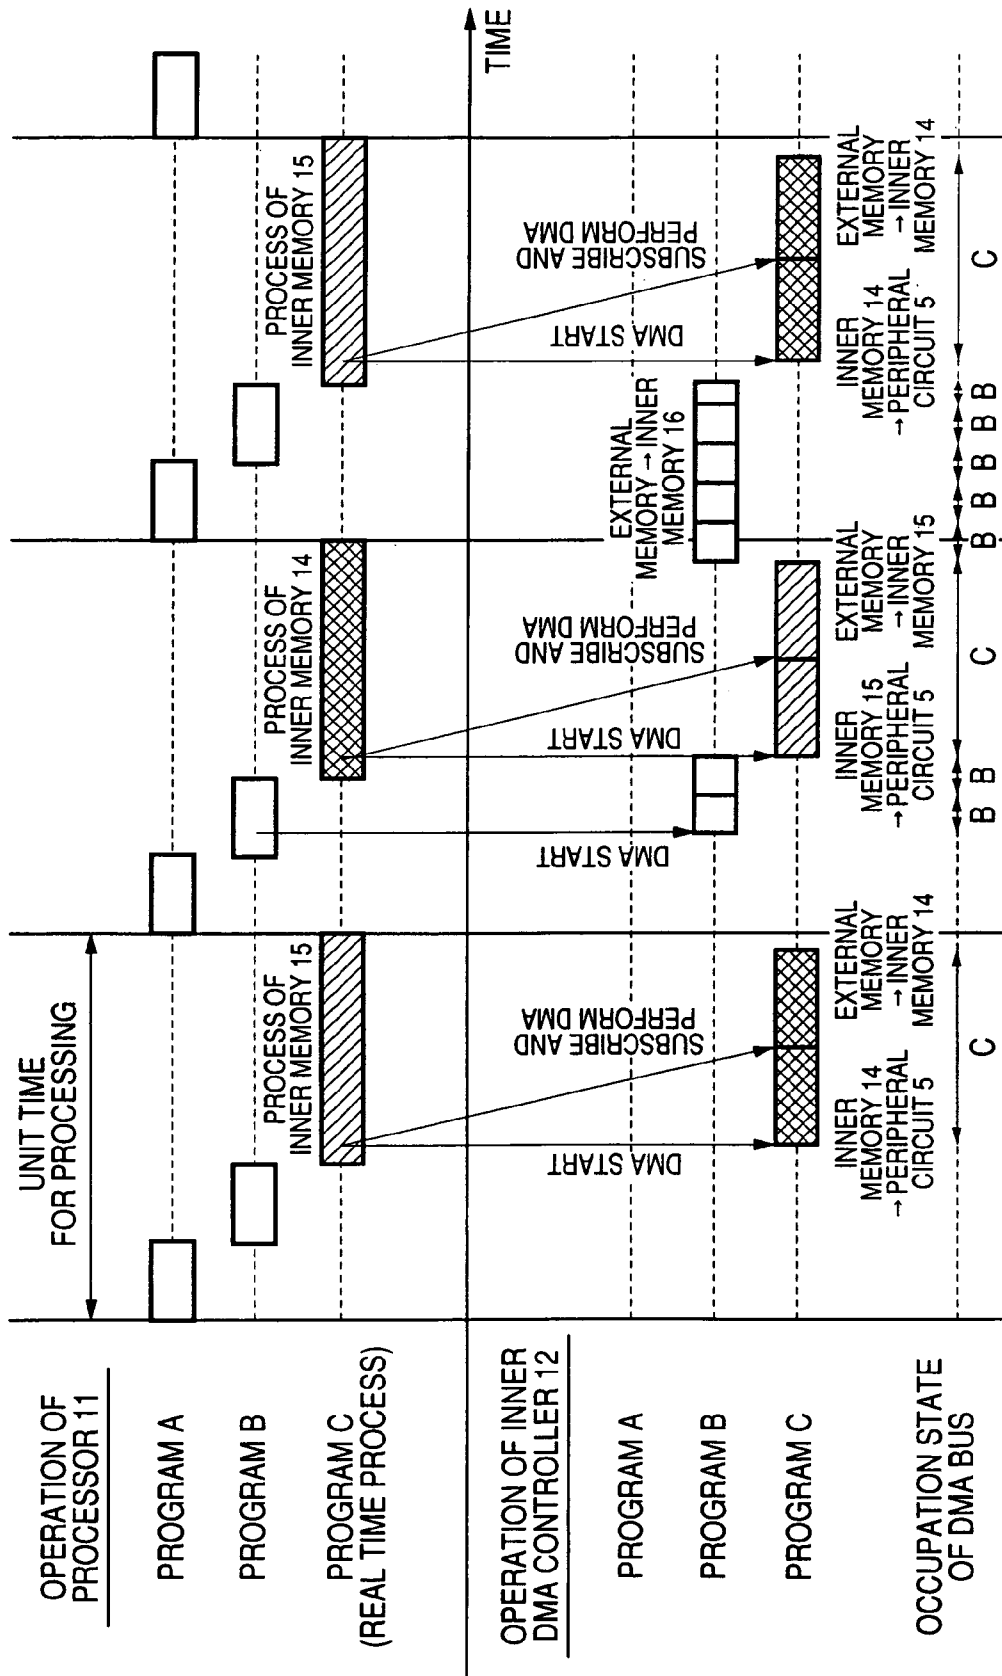 UNIT TIME
FOR PROCESSING
OPERATION OF
PROCESSOR 11
PROGRAM A
PROGRAM B
PROGRAM C
(REAL TIME PROCESS)
PROCESS OF
INNER MEMORY 15
PROCESS OF
INNER MEMORY 14
PROCESS OF
INNER MEMORY 15
TIME
OPERATION OF INNER
DMA CONTROLLER 12
PROGRAM A
PROGRAM B
PROGRAM C
DMA START
SUBSCRIBE AND
PERFORM DMA
DMA START
DMA START
SUBSCRIBE AND
PERFORM DMA
EXTERNAL
MEMORY → INNER
MEMORY 16
DMA START
SUBSCRIBE AND
PERFORM DMA
INNER
MEMORY 14
→ PERIPHERAL
CIRCUIT 5
EXTERNAL
MEMORY
→ INNER
MEMORY 14
INNER
MEMORY 15
→ PERIPHERAL
CIRCUIT 5
EXTERNAL
MEMORY
→ INNER
MEMORY 15
INNER
MEMORY 14
→ PERIPHERAL
CIRCUIT 5
EXTERNAL
MEMORY
→ INNER
MEMORY 14
OCCUPATION STATE
OF DMA BUS
C
B
B
C
B
B
B
B
B
C